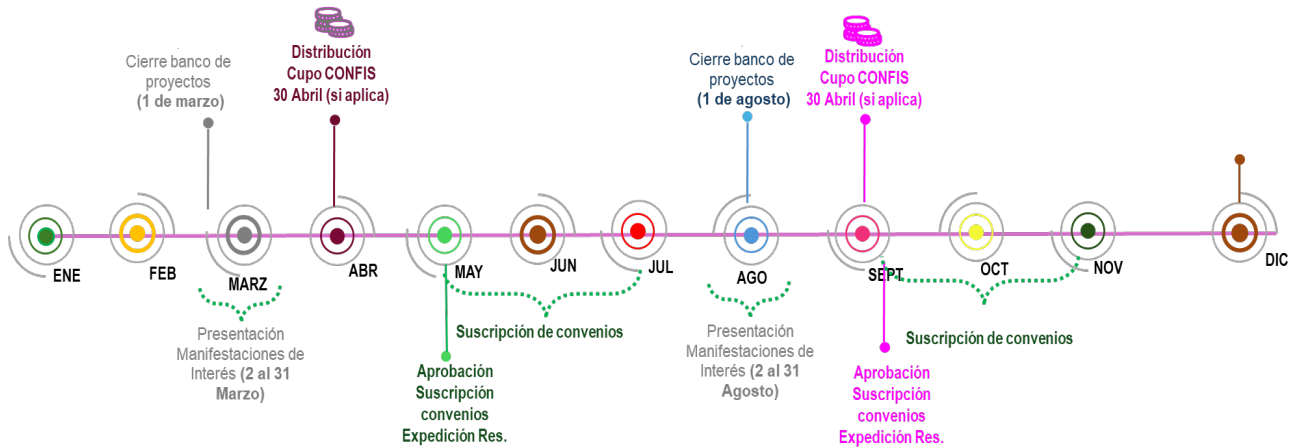 Cierre banco de
proyectos
(1 de marzo)
Distribución
Cupo CONFIS
30 Abril (si aplica)
Cierre banco de
proyectos
(1 de agosto)
Distribución
Cupo CONFIS
30 Abril (si aplica)
ENE
FEB
MARZ
ABR
MAY
JUN
JUL
AGO
SEPT
OCT
NOV
DIC
Presentación
Manifestaciones de
Interés (2 al 31
Marzo)
Suscripción de convenios
Aprobación
Suscripción
convenios
Expedición Res.
Presentación
Manifestaciones de
Interés (2 al 31
Agosto)
Suscripción de convenios
Aprobación
Suscripción
convenios
Expedición Res.